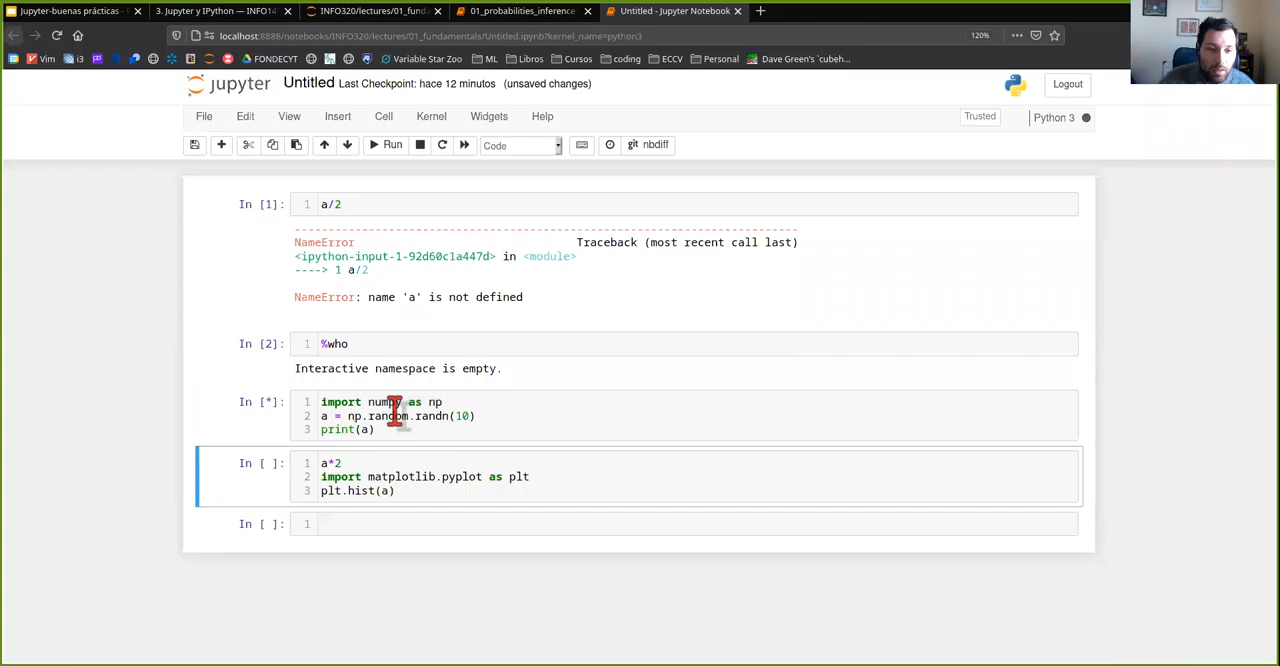 Jupyter-buenas prácticas - E
3. Jupyter y IPython — INFO14
INFO320/lectures/01_funda
01_probabilities_inference
Untitled - Jupyter Notebook
localhost:8888/notebooks/INFO320/lectures/01_fundamentals/Untitled.ipynb?kernel_name=python3
120%
Vim
i3
FONDECYT
Variable Star Zoo
ML
Libros
Cursos
coding
ECCV
Personal
Dave Green's `cubeh...
jupyter
Untitled Last Checkpoint: hace 12 minutos (unsaved changes)
Logout
File Edit View Insert Cell Kernel Widgets Help
Trusted
Python 3
Run
Code
git nbdiff
In [1]:
1 a/2
NameError Traceback (most recent call last)
<ipython-input-1-92d60c1a447d> in <module>
----> 1 a/2
NameError: name 'a' is not defined
In [2]:
1 %who
Interactive namespace is empty.
In [*]:
1 import numpy as np
2 a = np.random.randn(10)
3 print(a)
In [ ]:
1 a*2
2 import matplotlib.pyplot as plt
3 plt.hist(a)
In [ ]:
1